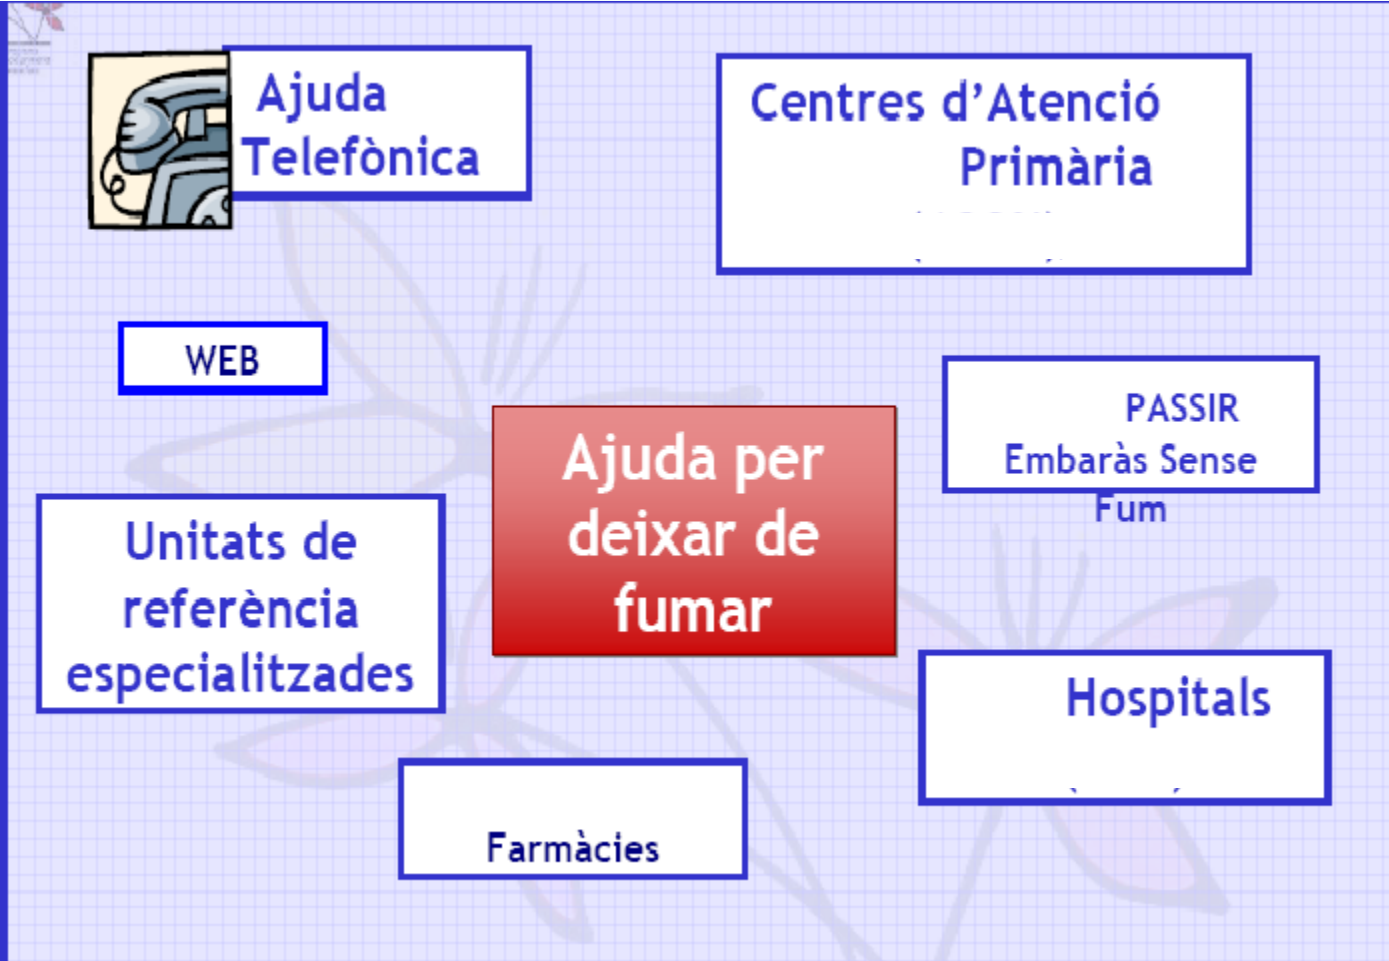 Ajuda
Telefònica
Centres d’Atenció
Primària
WEB
PASSIR
Embaràs Sense
Fum
Ajuda per
deixar de
fumar
Unitats de
referència
especialitzades
Hospitals
Farmàcies